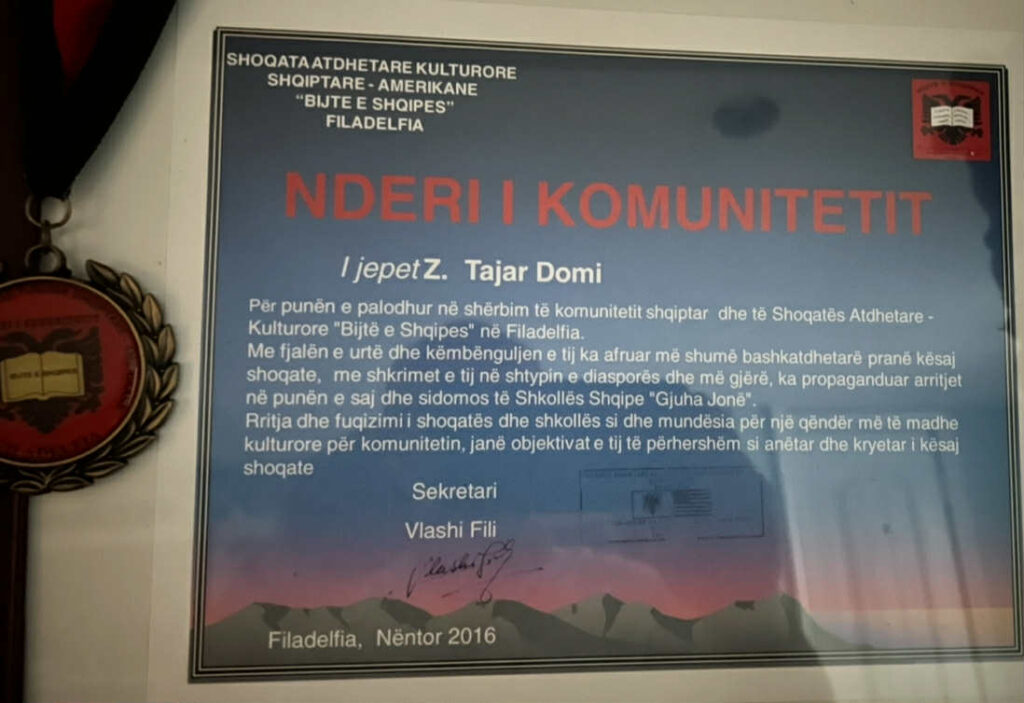 SHOQATA ATDHETARE KULTURORE
SHQIPTARE - AMERIKANE
"BIJTE E SHQIPES"
FILADELFIA
NDERI I KOMUNITETIT
I jepet Z. Tajar Domi
Për punën e palodhur në shërbim të komunitetit shqiptar dhe të Shoqatës Atdhetare -
Kulturore "Bijtë e Shqipes" në Filadelfia.
Me fjalën e urtë dhe këmbënguljen e tij ka afruar më shumë bashkatdhetarë pranë kësaj
shoqate, me shkrimet e tij në shtypin e diasporës dhe më gjërë, ka propaganduar arritjet
në punën e saj dhe sidomos të Shkollës Shqipe "Gjuha Jonë".
Rritja dhe fuqizimi i shoqatës dhe shkollës si dhe mundësia për një qëndër më të madhe
kulturore për komunitetin, janë objektivat e tij të përhershëm si anëtar dhe kryetar i kësaj
shoqate
Sekretari
Vlashi Fili
Filadelfia, Nëntor 2016